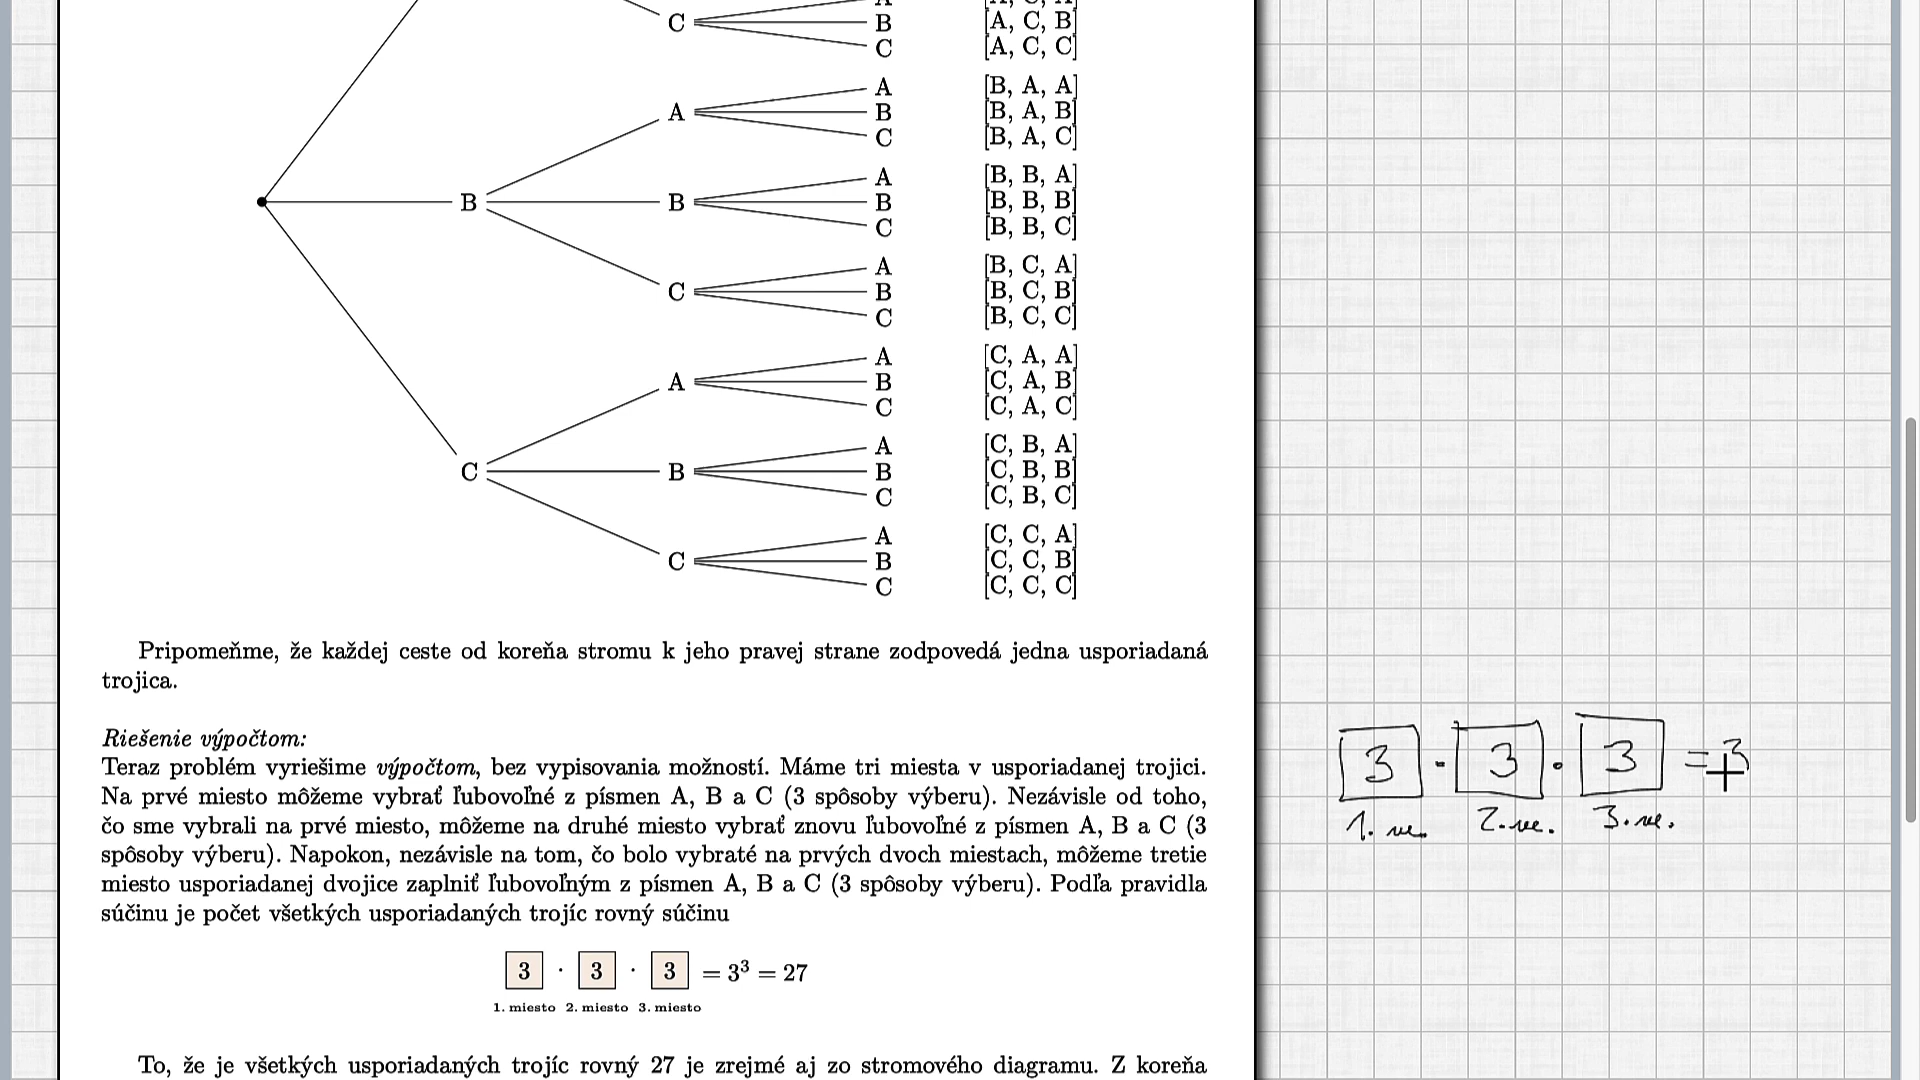 C B [A, C, B]
C [A, C, C]
A [B, A, A]
A B [B, A, B]
C [B, A, C]
A [B, B, A]
B B B [B, B, B]
C [B, B, C]
A [B, C, A]
C B [B, C, B]
C [B, C, C]
A [C, A, A]
A B [C, A, B]
C [C, A, C]
A [C, B, A]
C B B [C, B, B]
C [C, B, C]
A [C, C, A]
C B [C, C, B]
C [C, C, C]
Pripomeňme, že každej ceste od koreňa stromu k jeho pravej strane zodpovedá jedna usporiadaná
trojica.
Riešenie výpočtom:
Teraz problém vyriešime výpočtom, bez vypisovania možností. Máme tri miesta v usporiadanej trojici.
Na prvé miesto môžeme vybrať ľubovoľné z písmen A, B a C (3 spôsoby výberu). Nezávisle od toho,
čo sme vybrali na prvé miesto, môžeme na druhé miesto vybrať znovu ľubovoľné z písmen A, B a C (3
spôsoby výberu). Napokon, nezávisle na tom, čo bolo vybraté na prvých dvoch miestach, môžeme tretie
miesto usporiadanej dvojice zaplniť ľubovoľným z písmen A, B a C (3 spôsoby výberu). Podľa pravidla
súčinu je počet všetkých usporiadaných trojíc rovný súčinu
3 · 3 · 3 = 3³ = 27
1. miesto 2. miesto 3. miesto
To, že je všetkých usporiadaných trojíc rovný 27 je zrejmé aj zo stromového diagramu. Z koreňa
3 · 3 · 3 = 3
1. m. 2. m. 3. m.